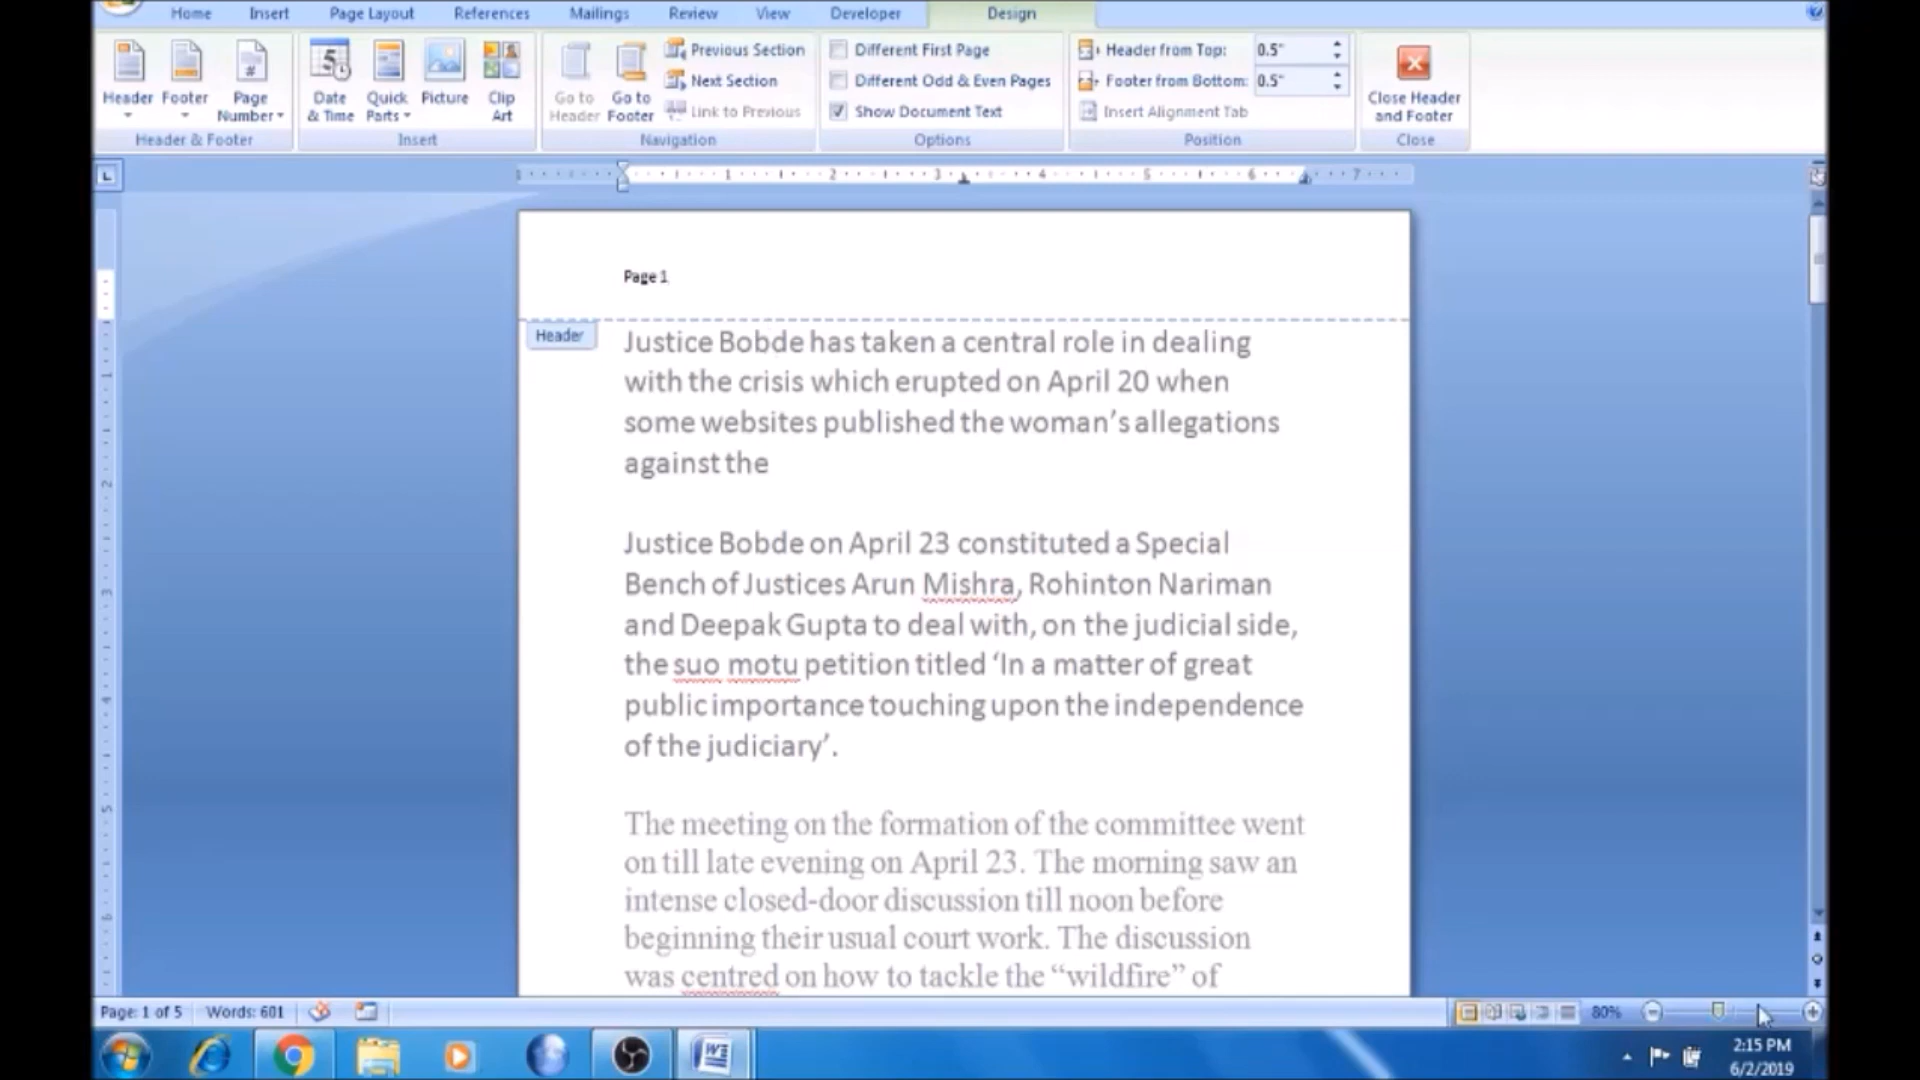 Home Insert Page Layout References Mailings Review View Developer Design
Header Footer Page Number
Header & Footer
Date & Time Quick Parts Picture Clip Art
Insert
Go to Header Go to Footer
Previous Section
Next Section
Link to Previous
Navigation
Different First Page
Different Odd & Even Pages
Show Document Text
Options
Header from Top: 0.5"
Footer from Bottom: 0.5"
Insert Alignment Tab
Position
Close Header and Footer
Close
1 1 2 3 4 5 6 7
Page 1
Header
Justice Bobde has taken a central role in dealing
with the crisis which erupted on April 20 when
some websites published the woman’s allegations
against the
Justice Bobde on April 23 constituted a Special
Bench of Justices Arun Mishra, Rohinton Nariman
and Deepak Gupta to deal with, on the judicial side,
the suo motu petition titled ‘In a matter of great
public importance touching upon the independence
of the judiciary’.
The meeting on the formation of the committee went
on till late evening on April 23. The morning saw an
intense closed-door discussion till noon before
beginning their usual court work. The discussion
was centred on how to tackle the “wildfire” of
Page: 1 of 5 Words: 601 80%
2:15 PM
6/2/2019